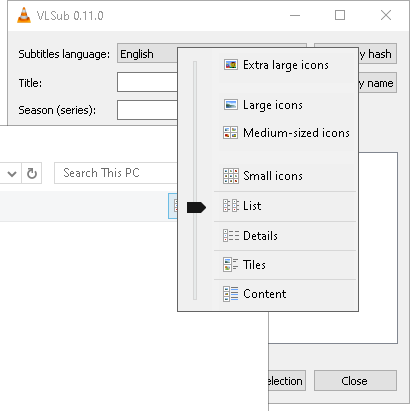 VLSub 0.11.0
Subtitles language:
English
hash
Title:
name
Season (series):
Search This PC
Extra large icons
Large icons
Medium-sized icons
Small icons
List
Details
Tiles
Content
Close